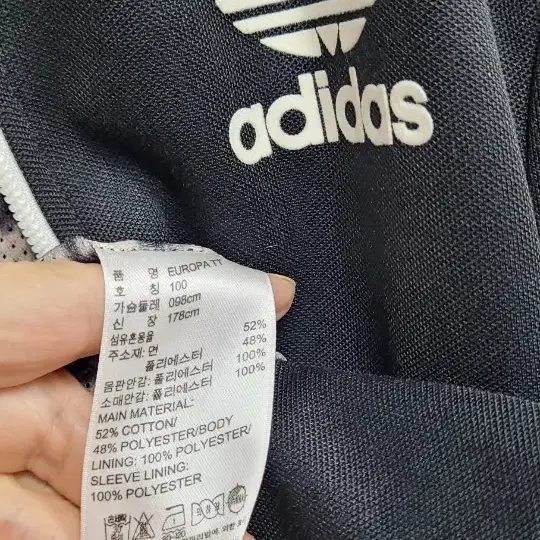 adidas
품 명 EUROPA TT
호 칭 100
가슴둘레 098cm
신 장 178cm
섬유혼용율
주소재: 면 52%
폴리에스터 48%
몸판안감: 폴리에스터 100%
소매안감: 폴리에스터 100%
MAIN MATERIAL:
52% COTTON/
48% POLYESTER/BODY
LINING: 100% POLYESTER/
SLEEVE LINING:
100% POLYESTER